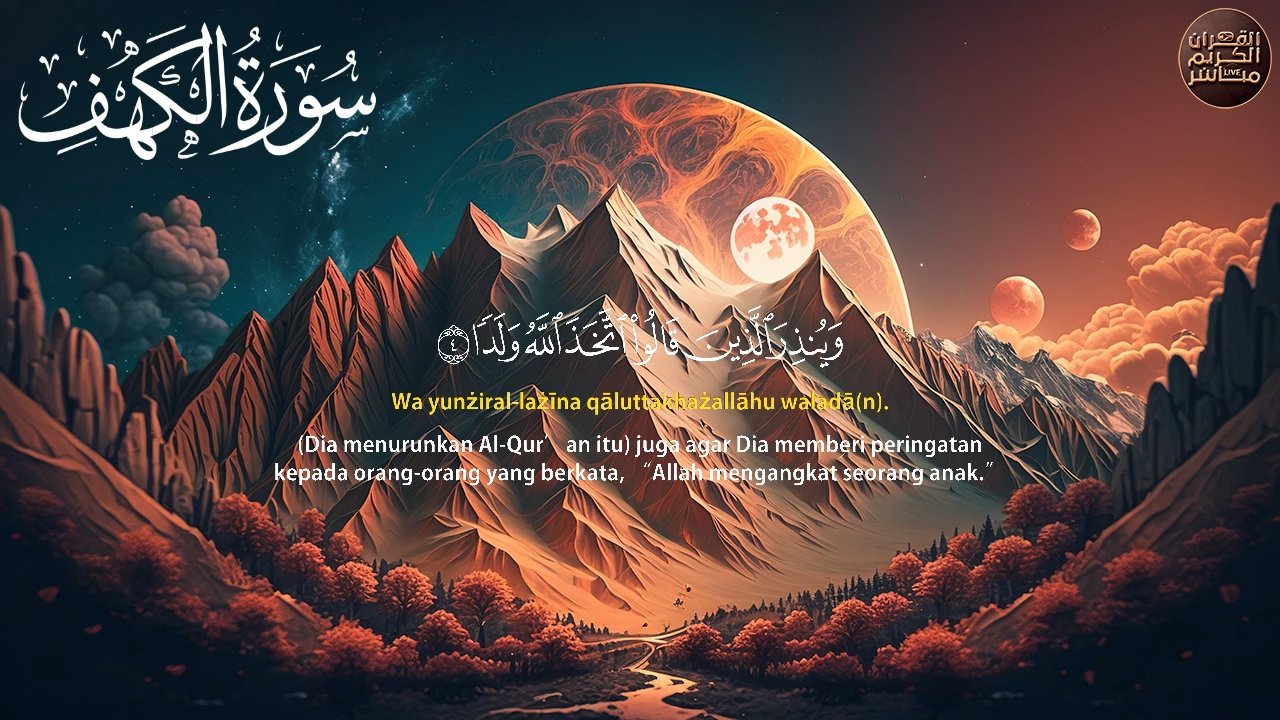 سُورَةُ الْكَهْفِ
القرآن
الكريم
LIVE
مباشر
وَيُنذِرَ ٱلَّذِينَ قَالُوا۟ ٱتَّخَذَ ٱللَّهُ وَلَدًا ٤
Wa yunżiral-lażīna qāluttakhażallāhu waladā(n).
(Dia menurunkan Al-Qur’an itu) juga agar Dia memberi peringatan
kepada orang-orang yang berkata, “Allah mengangkat seorang anak.”